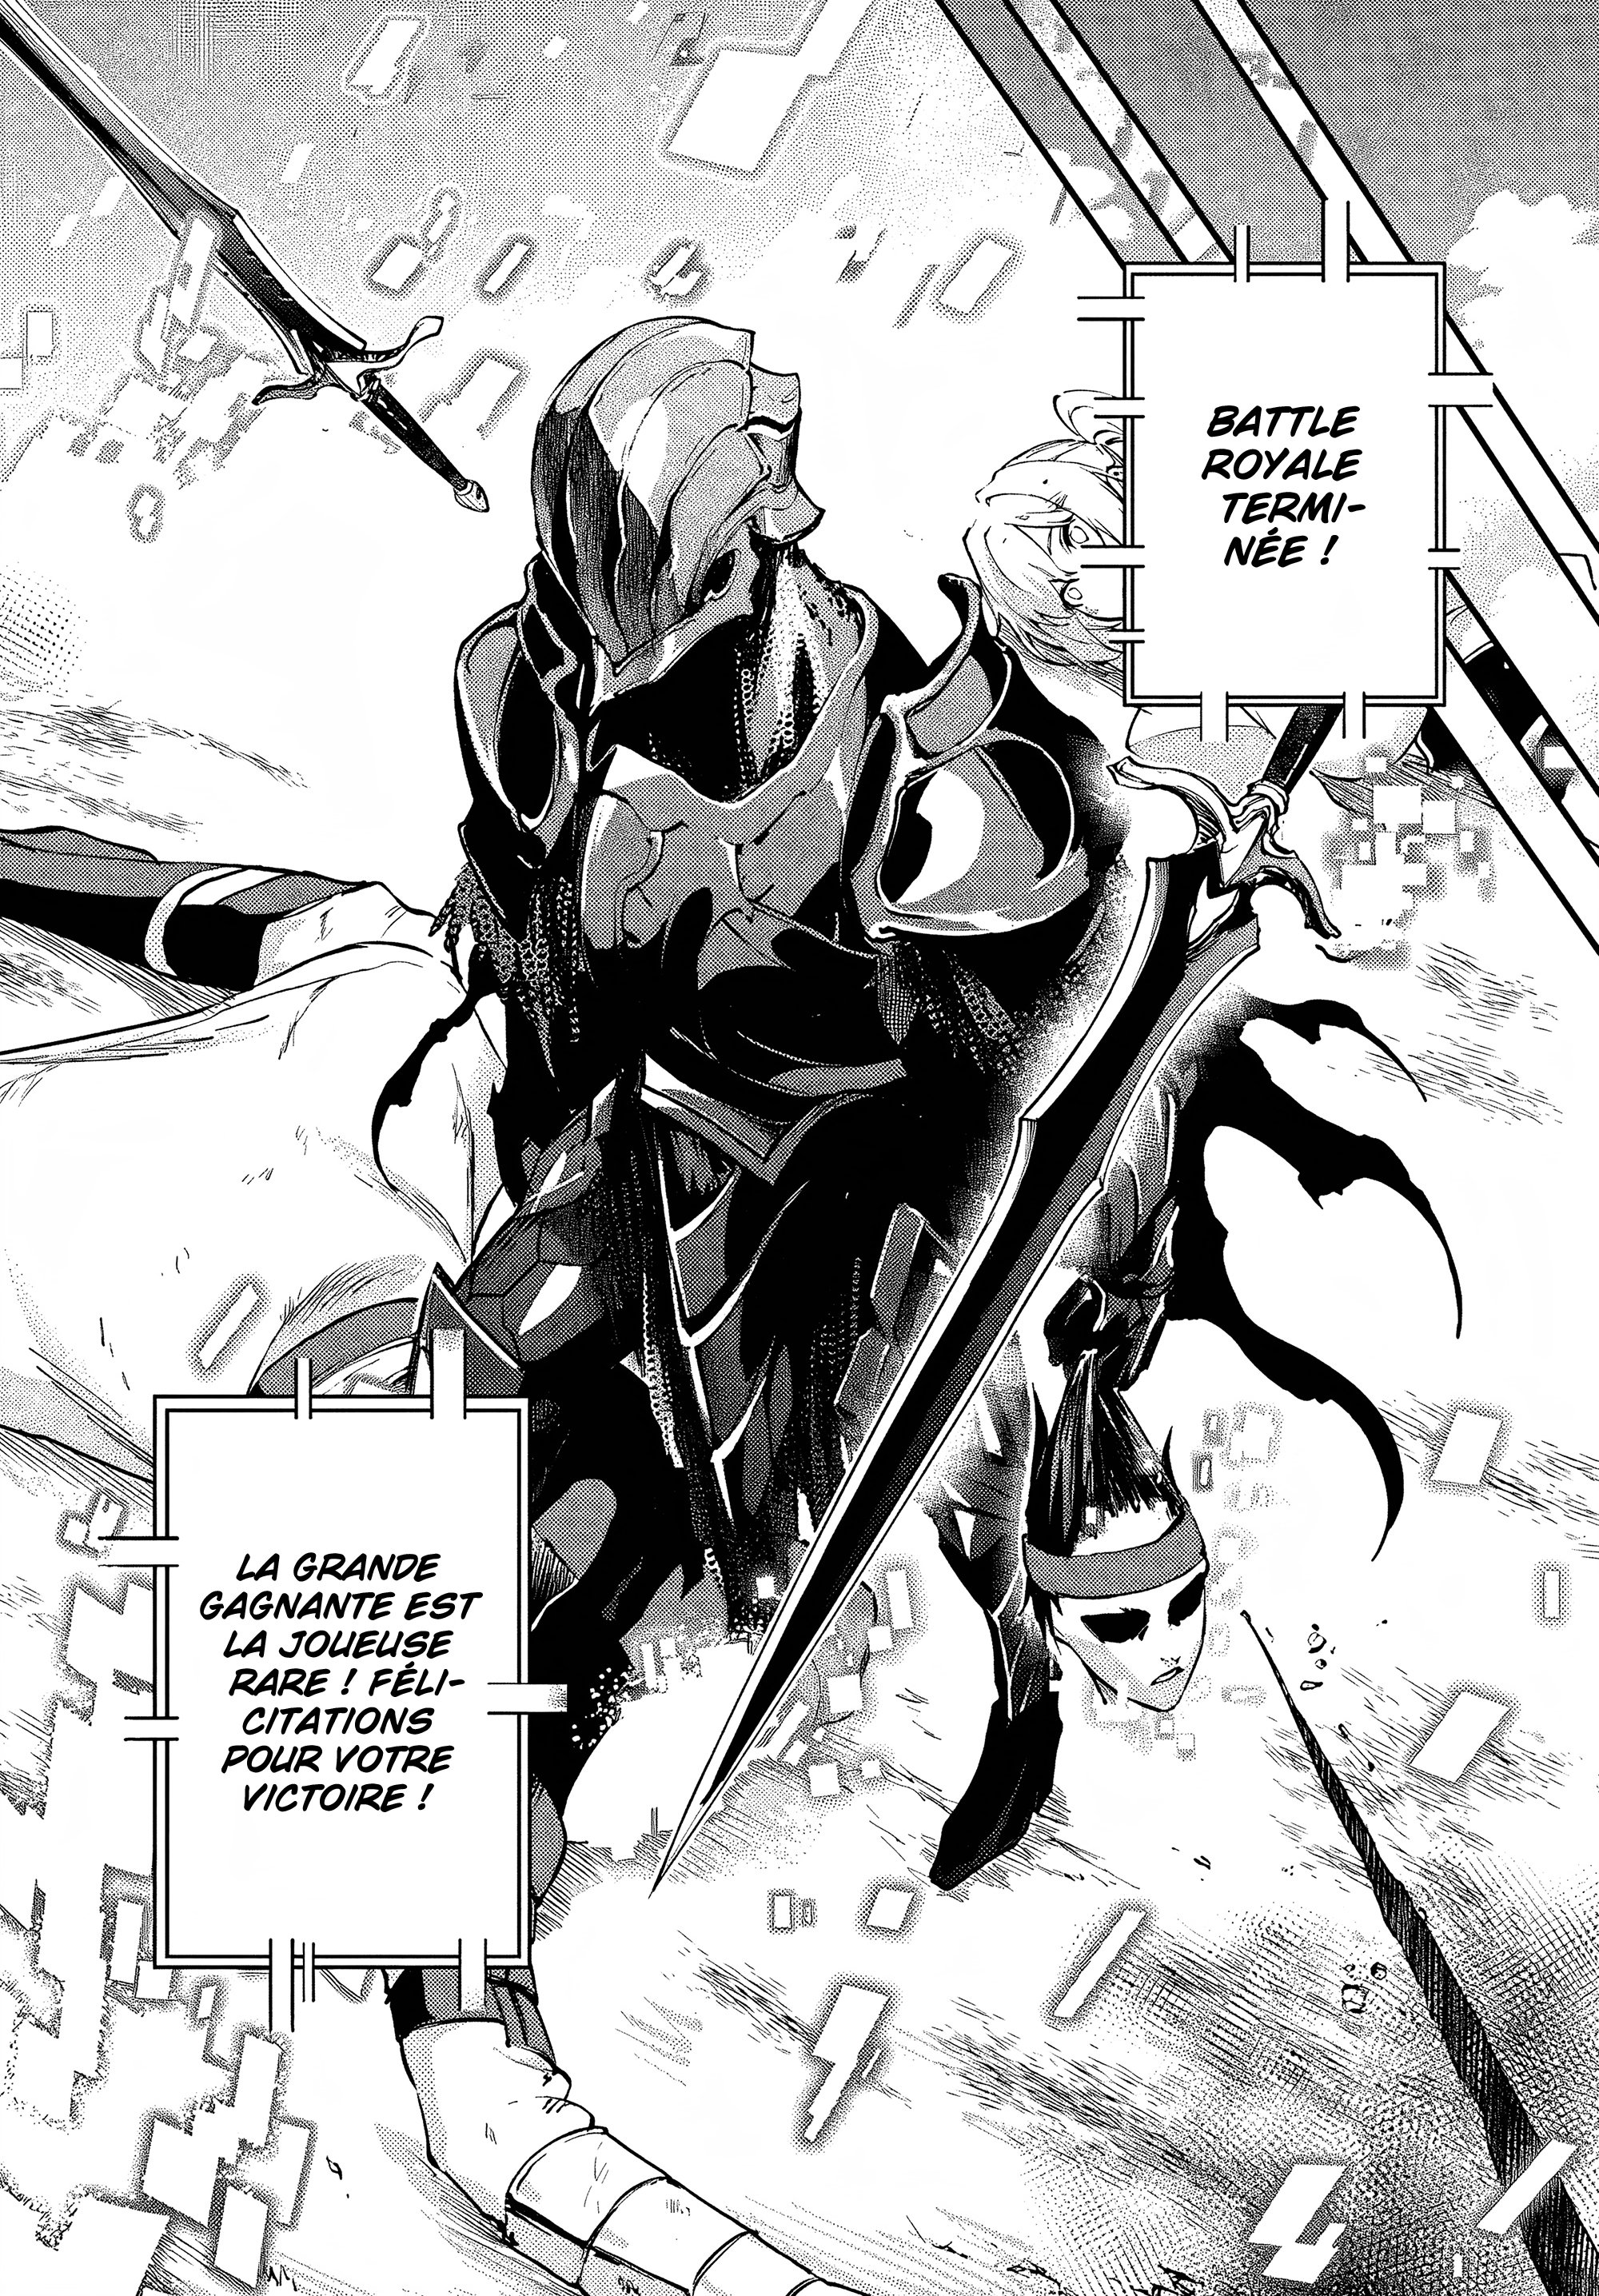 BATTLE
ROYALE
TERMI-
NÉE !
LA GRANDE
GAGNANTE EST
LA JOUEUSE
RARE ! FÉLI-
CITATIONS
POUR VOTRE
VICTOIRE !